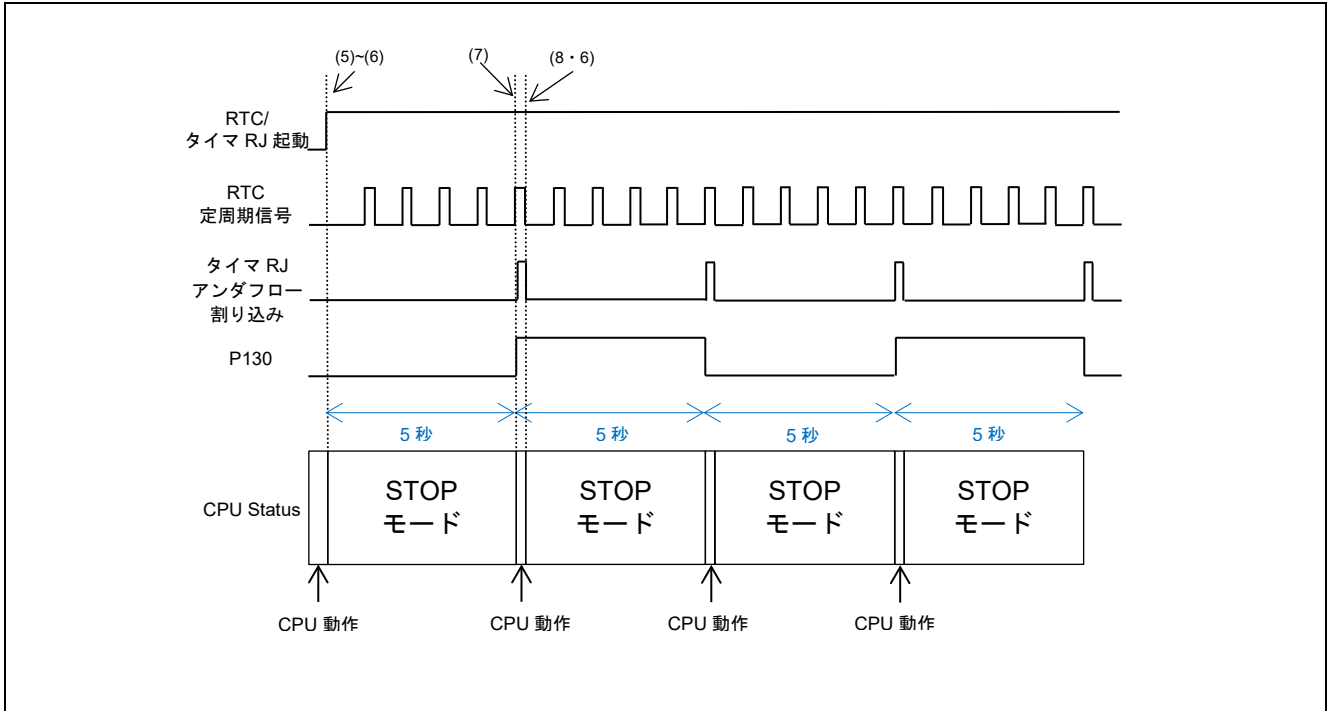 (5)~(6)
(7)
(8・6)
RTC/
タイマ RJ 起動
RTC
定周期信号
タイマ RJ
アンダフロー
割り込み
P130
5 秒
5 秒
5 秒
5 秒
CPU Status
STOP
モード
STOP
モード
STOP
モード
STOP
モード
CPU 動作
CPU 動作
CPU 動作
CPU 動作